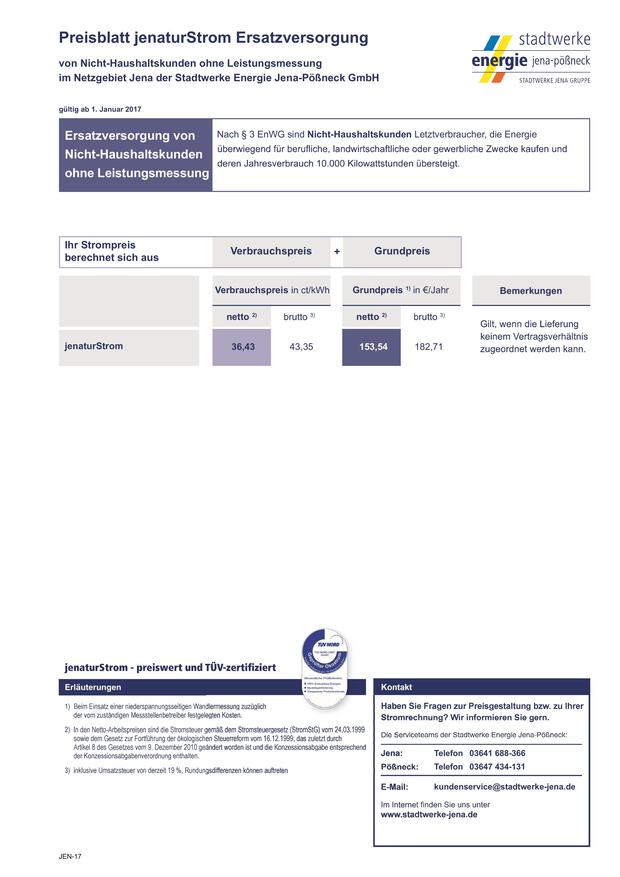 Preisblatt jenaturStrom Ersatzversorgung
von Nicht-Haushaltskunden ohne Leistungsmessung
im Netzgebiet Jena der Stadtwerke Energie Jena-Pößneck GmbH
stadtwerke
energie jena-pößneck
STADTWERKE JENA GRUPPE
gültig ab 1. Januar 2017
Ersatzversorgung von
Nicht-Haushaltskunden
ohne Leistungsmessung
Nach § 3 EnWG sind Nicht-Haushaltskunden Letztverbraucher, die Energie
überwiegend für berufliche, landwirtschaftliche oder gewerbliche Zwecke kaufen und
deren Jahresverbrauch 10.000 Kilowattstunden übersteigt.
Ihr Strompreis
berechnet sich aus
Verbrauchspreis + Grundpreis
Verbrauchspreis in ct/kWh Grundpreis 1) in €/Jahr Bemerkungen
netto 2) brutto 3) netto 2) brutto 3)
jenaturStrom 36,43 43,35 153,54 182,71
Gilt, wenn die Lieferung
keinem Vertragsverhältnis
zugeordnet werden kann.
jenaturStrom - preiswert und TÜV-zertifiziert
TÜV NORD
Erläuterungen
1) Beim Einsatz einer niederspannungsseitigen Wandlermessung zuzüglich
der vom zuständigen Messstellenbetreiber festgelegten Kosten.
2) In den Netto-Arbeitspreisen sind die Stromsteuer gemäß dem Stromsteuergesetz (StromStG) vom 24.03.1999
sowie dem Gesetz zur Fortführung der ökologischen Steuerreform vom 16.12.1999, das zuletzt durch
Artikel 8 des Gesetzes vom 9. Dezember 2010 geändert worden ist und die Konzessionsabgabe entsprechend
der Konzessionsabgabenverordnung enthalten.
3) inklusive Umsatzsteuer von derzeit 19 %, Rundungsdifferenzen können auftreten
Kontakt
Haben Sie Fragen zur Preisgestaltung bzw. zu Ihrer
Stromrechnung? Wir informieren Sie gern.
Die Serviceteams der Stadtwerke Energie Jena-Pößneck:
Jena: Telefon 03641 688-366
Pößneck: Telefon 03647 434-131
E-Mail: kundenservice@stadtwerke-jena.de
Im Internet finden Sie uns unter
www.stadtwerke-jena.de
JEN-17